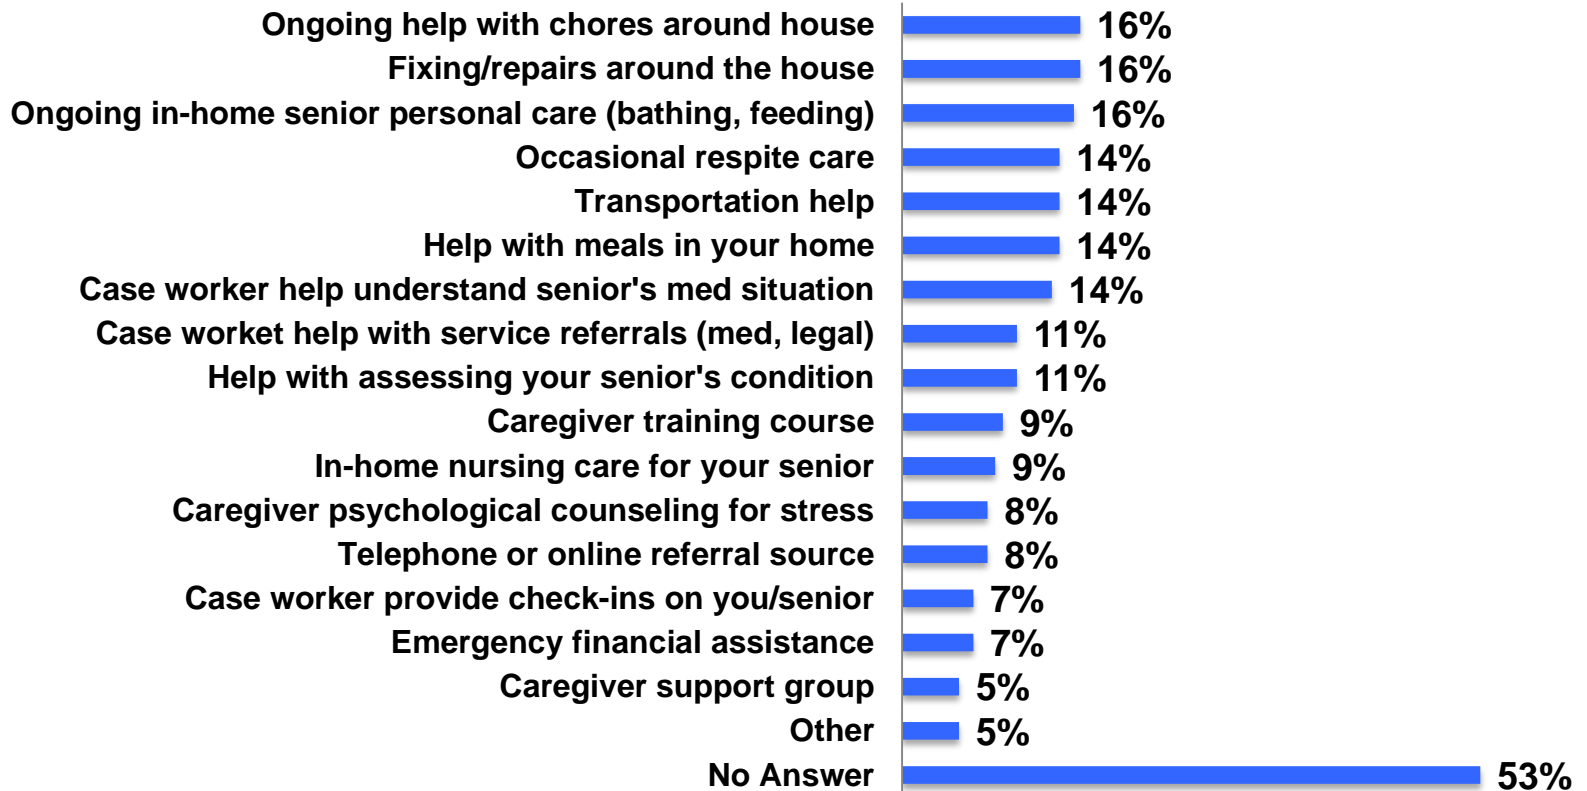 Ongoing help with chores around house 16%
Fixing/repairs around the house 16%
Ongoing in-home senior personal care (bathing, feeding) 16%
Occasional respite care 14%
Transportation help 14%
Help with meals in your home 14%
Case worker help understand senior's med situation 14%
Case worket help with service referrals (med, legal) 11%
Help with assessing your senior's condition 11%
Caregiver training course 9%
In-home nursing care for your senior 9%
Caregiver psychological counseling for stress 8%
Telephone or online referral source 8%
Case worker provide check-ins on you/senior 7%
Emergency financial assistance 7%
Caregiver support group 5%
Other 5%
No Answer 53%